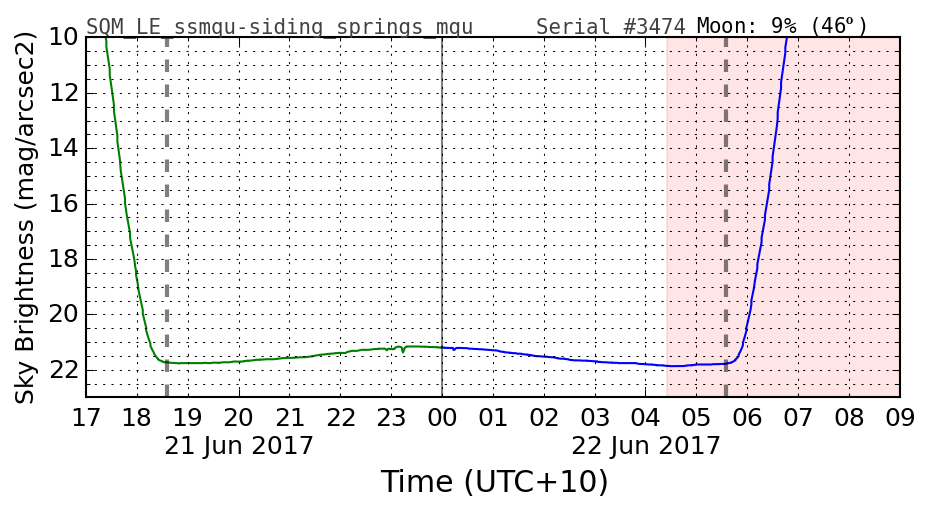 SQM_LE_ssmqu-siding_springs_mqu Serial #3474 Moon: 9% (46°)
Sky Brightness (mag/arcsec2)
10
12
14
16
18
20
22
17 18 19 20 21 22 23 00 01 02 03 04 05 06 07 08 09
21 Jun 2017 22 Jun 2017
Time (UTC+10)